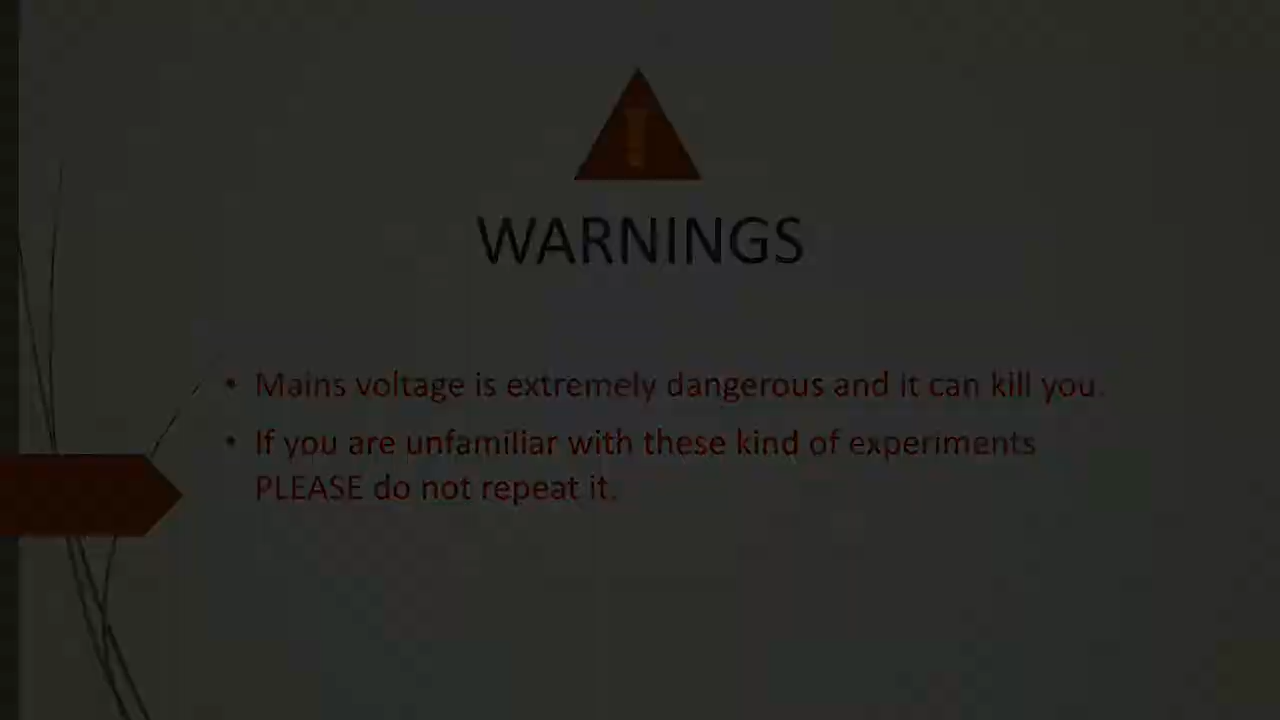 !
WARNINGS
• Mains voltage is extremely dangerous and it can kill you.
• If you are unfamiliar with these kind of experiments
PLEASE do not repeat it.